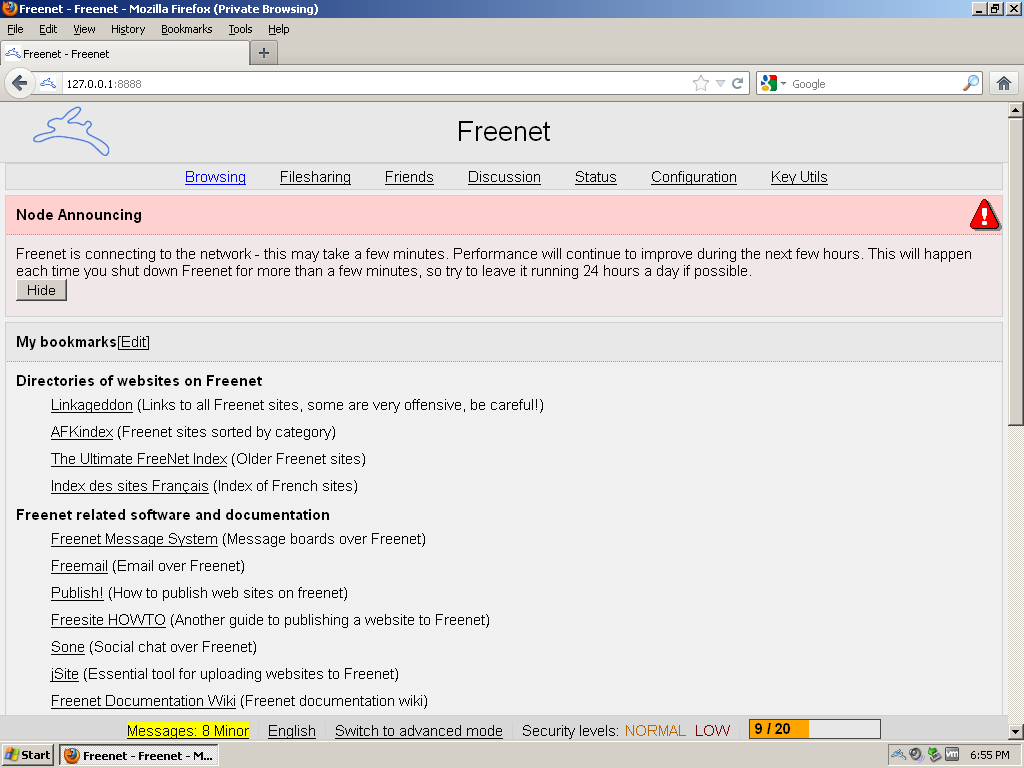 Freenet - Freenet - Mozilla Firefox (Private Browsing)
File Edit View History Bookmarks Tools Help
Freenet - Freenet
127.0.0.1:8888 Google
Freenet
Browsing Filesharing Friends Discussion Status Configuration Key Utils
Node Announcing
Freenet is connecting to the network - this may take a few minutes. Performance will continue to improve during the next few hours. This will happen
each time you shut down Freenet for more than a few minutes, so try to leave it running 24 hours a day if possible.
Hide
My bookmarks[Edit]
Directories of websites on Freenet
Linkageddon (Links to all Freenet sites, some are very offensive, be careful!)
AFKindex (Freenet sites sorted by category)
The Ultimate FreeNet Index (Older Freenet sites)
Index des sites Français (Index of French sites)
Freenet related software and documentation
Freenet Message System (Message boards over Freenet)
Freemail (Email over Freenet)
Publish! (How to publish web sites on freenet)
Freesite HOWTO (Another guide to publishing a website to Freenet)
Sone (Social chat over Freenet)
jSite (Essential tool for uploading websites to Freenet)
Freenet Documentation Wiki (Freenet documentation wiki)
Messages: 8 Minor English Switch to advanced mode Security levels: NORMAL LOW 9 / 20
Start Freenet - Freenet - M... 6:55 PM